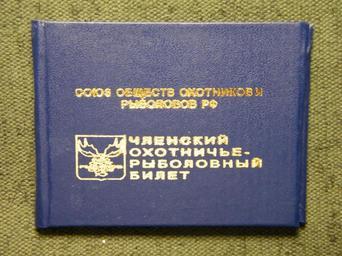 СОЮЗ ОБЩЕСТВ ОХОТНИКОВ И
РЫБОЛОВОВ РФ
ЧЛЕНСКИЙ
ОХОТНИЧЬЕ-
РЫБОЛОВНЫЙ
БИЛЕТ